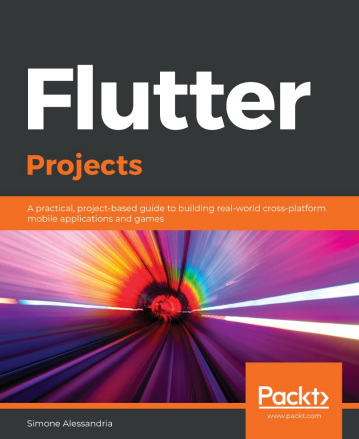 Flutter
Projects
A practical, project-based guide to building real-world cross-platform
mobile applications and games
Packt>
www.packt.com
Simone Alessandria